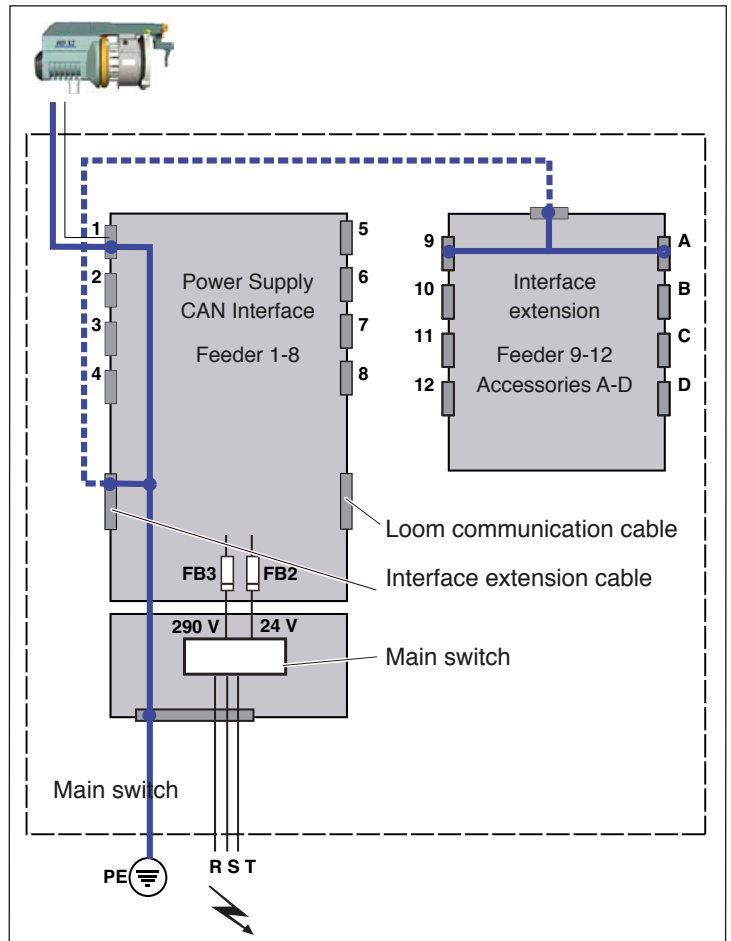 1
2
3
4
5
6
7
8
Power Supply
CAN Interface
Feeder 1-8
9
10
11
12
A
B
C
D
Interface
extension
Feeder 9-12
Accessories A-D
Loom communication cable
FB3
FB2
Interface extension cable
290 V
24 V
Main switch
Main switch
PE
R S T